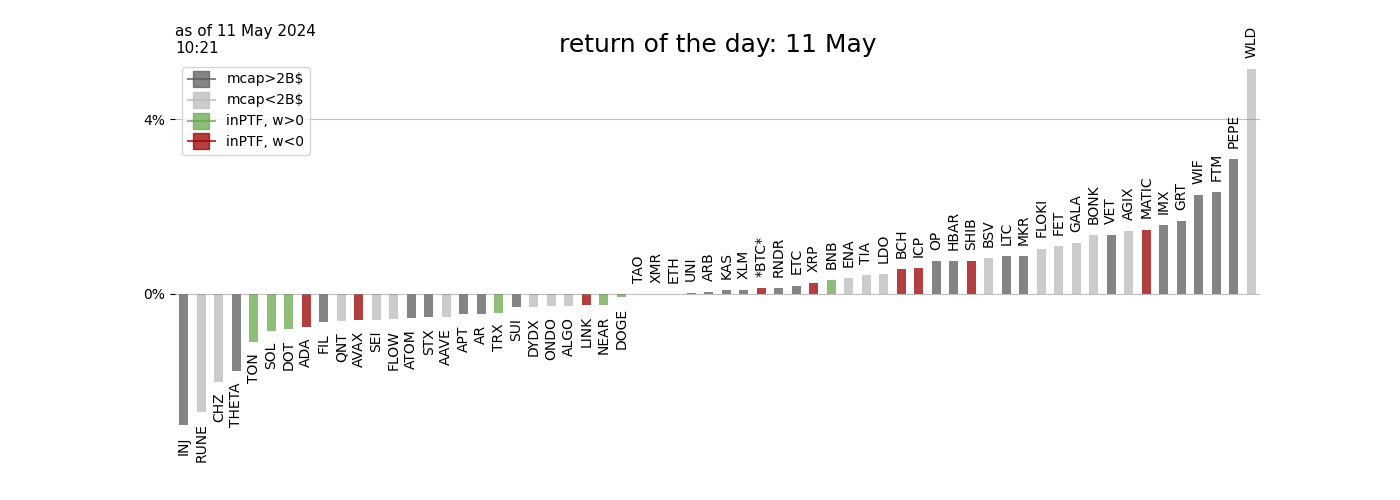 as of 11 May 2024
10:21
return of the day: 11 May
mcap>2B$
mcap<2B$
inPTF, w>0
inPTF, w<0
4%
0%
INJ
RUNE
CHZ
THETA
TON
SOL
DOT
ADA
FIL
QNT
AVAX
SEI
FLOW
ATOM
STX
AAVE
APT
AR
TRX
SUI
DYDX
ONDO
ALGO
LINK
NEAR
DOGE
TAO
XMR
ETH
UNI
ARB
KAS
XLM
*BTC*
RNDR
ETC
XRP
BNB
ENA
TIA
LDO
BCH
ICP
OP
HBAR
SHIB
BSV
LTC
MKR
FLOKI
FET
GALA
BONK
VET
AGIX
MATIC
IMX
GRT
WIF
FTM
PEPE
WLD